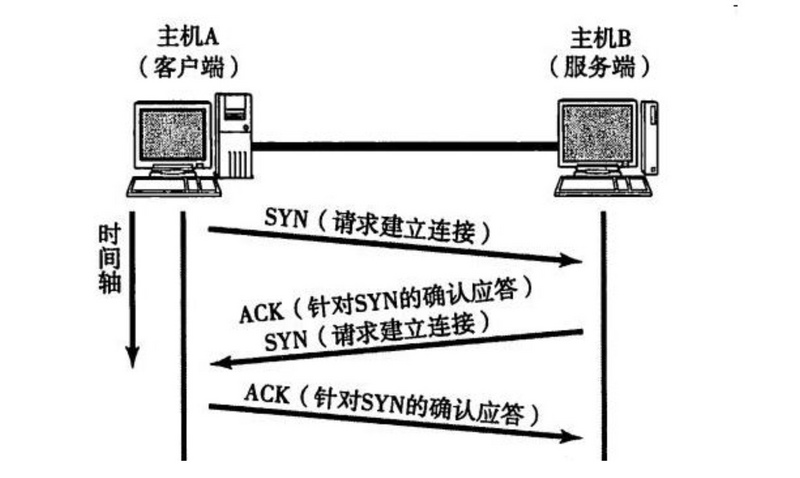 主机A
（客户端）
主机B
（服务端）
时间轴
SYN（请求建立连接）
ACK（针对SYN的确认应答）
SYN（请求建立连接）
ACK（针对SYN的确认应答）